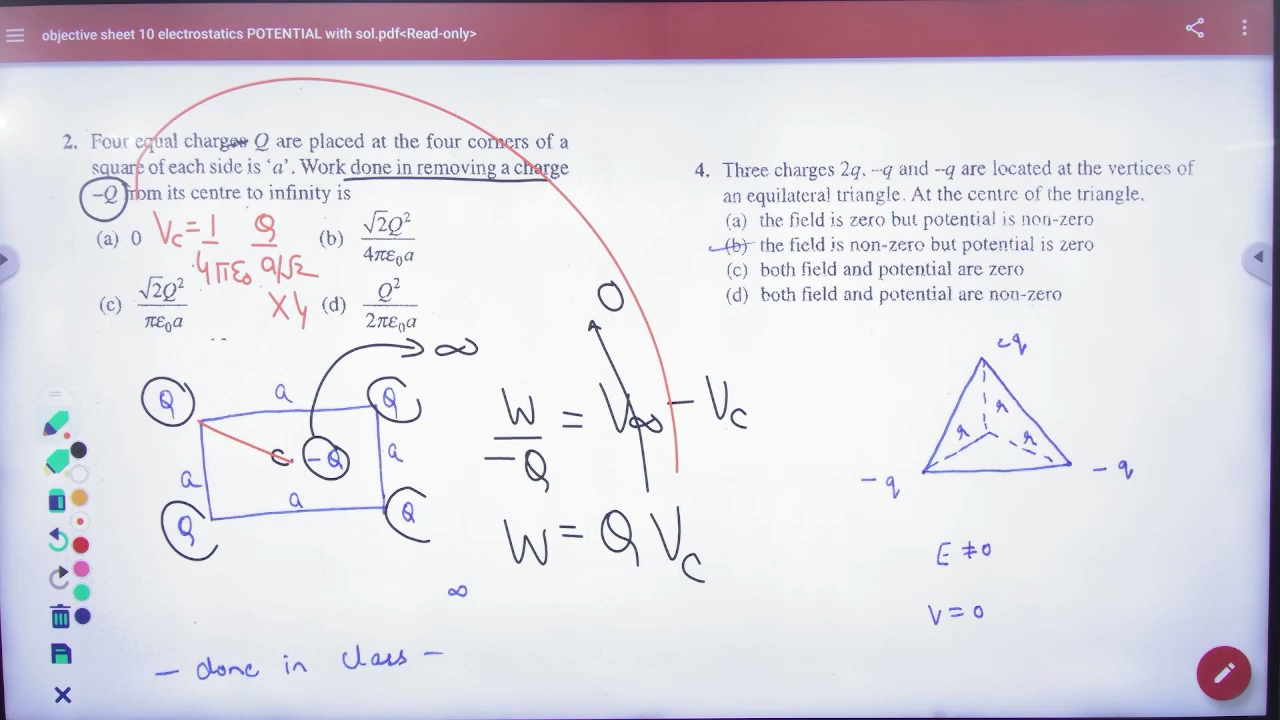 objective sheet 10 electrostatics POTENTIAL with sol.pdf<Read-only>
2. Four equal charges Q are placed at the four corners of a
square of each side is 'a'. Work done in removing a charge
–Q from its centre to infinity is
(a) 0
(b) √2Q² / 4πε₀a
(c) √2Q² / πε₀a
(d) Q² / 2πε₀a
V_C = 1 / 4πε₀ Q / a/√2
×4
→ ∞
Q a Q
a C –Q a
Q a Q
W / –Q = V∞ – V_C
0
W = Q V_C
∞
– done in class –
4. Three charges 2q, –q and –q are located at the vertices of
an equilateral triangle. At the centre of the triangle.
(a) the field is zero but potential is non-zero
(b) the field is non-zero but potential is zero
(c) both field and potential are zero
(d) both field and potential are non-zero
r
r r
–q –q
E ≠ 0
V = 0